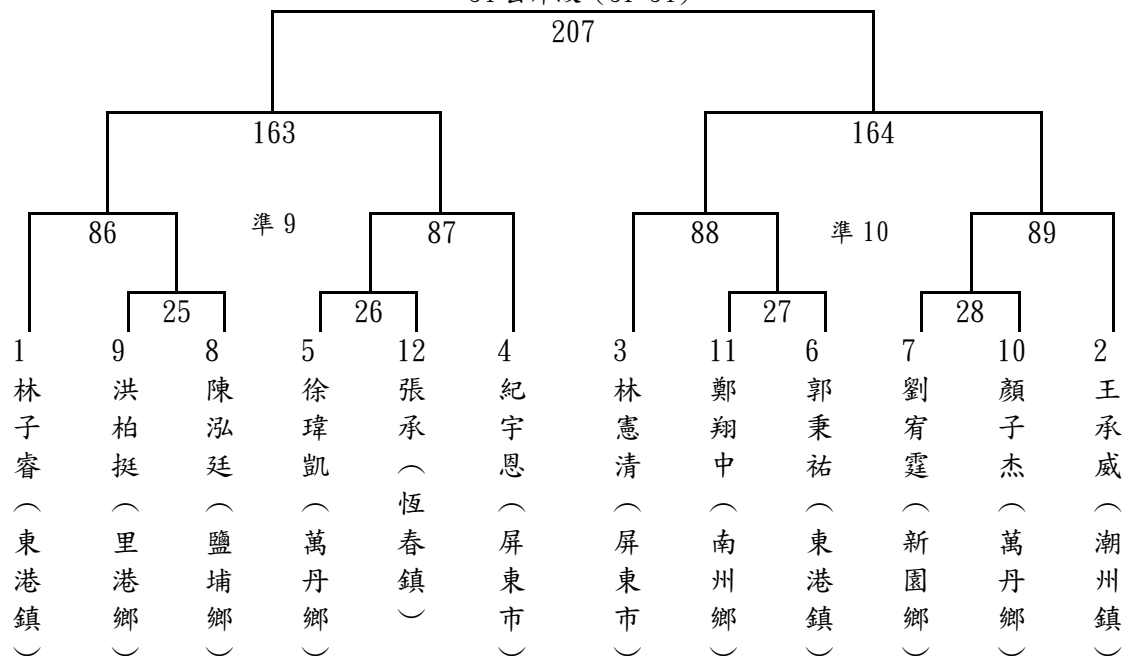 207
163
164
86
準 9
87
88
準 10
89
25
26
27
28
1
林子睿（東港鎮）
9
洪柏挺（里港鄉）
8
陳泓廷（鹽埔鄉）
5
徐瑋凱（萬丹鄉）
12
張承（恆春鎮）
4
紀宇恩（屏東市）
3
林憲清（屏東市）
11
鄭翔中（南州鄉）
6
郭秉祐（東港鎮）
7
劉宥霆（新園鄉）
10
顏子杰（萬丹鄉）
2
王承威（潮州鎮）